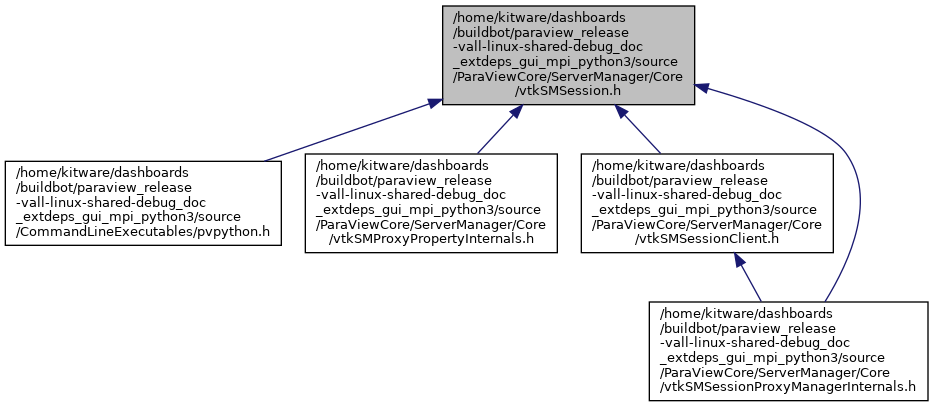 /home/kitware/dashboards
/buildbot/paraview_release
-vall-linux-shared-debug_doc
_extdeps_gui_mpi_python3/source
/ParaViewCore/ServerManager/Core
/vtkSMSession.h
/home/kitware/dashboards
/buildbot/paraview_release
-vall-linux-shared-debug_doc
_extdeps_gui_mpi_python3/source
/CommandLineExecutables/pvpython.h
/home/kitware/dashboards
/buildbot/paraview_release
-vall-linux-shared-debug_doc
_extdeps_gui_mpi_python3/source
/ParaViewCore/ServerManager/Core
/vtkSMProxyPropertyInternals.h
/home/kitware/dashboards
/buildbot/paraview_release
-vall-linux-shared-debug_doc
_extdeps_gui_mpi_python3/source
/ParaViewCore/ServerManager/Core
/vtkSMSessionClient.h
/home/kitware/dashboards
/buildbot/paraview_release
-vall-linux-shared-debug_doc
_extdeps_gui_mpi_python3/source
/ParaViewCore/ServerManager/Core
/vtkSMSessionProxyManagerInternals.h